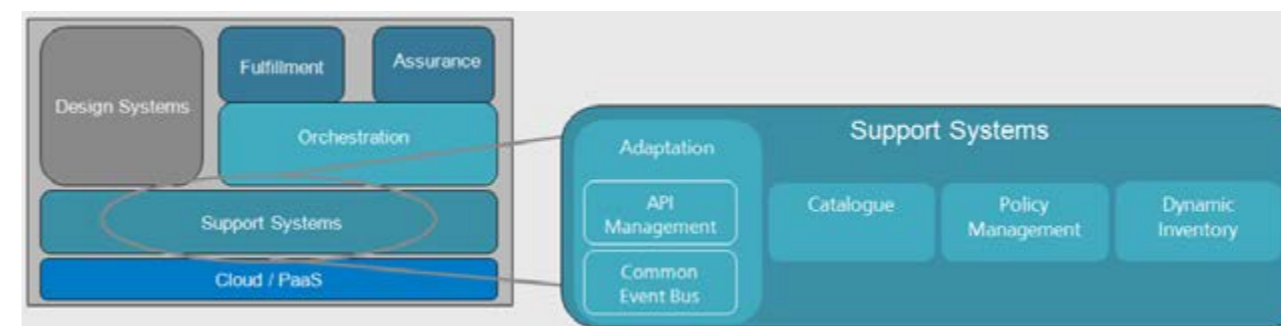 Fulfillment
Assurance
Design Systems
Orchestration
Support Systems
Cloud / PaaS
Support Systems
Adaptation
API
Management
Common
Event Bus
Catalogue
Policy
Management
Dynamic
Inventory